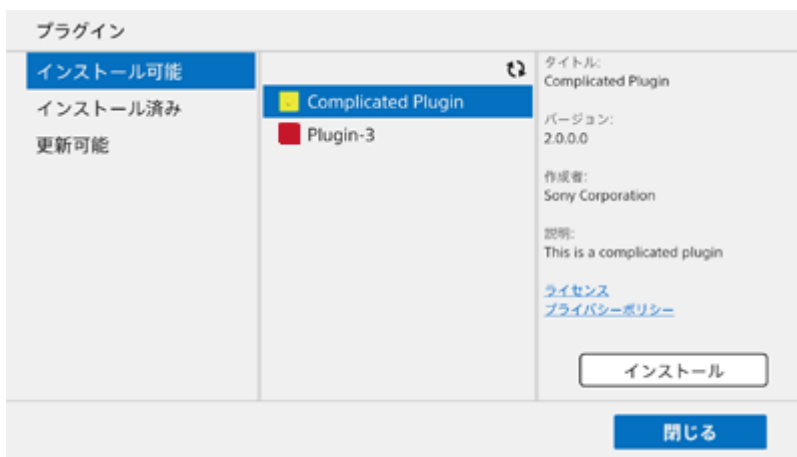 プラグイン
インストール可能
インストール済み
更新可能
Complicated Plugin
Plugin-3
タイトル:
Complicated Plugin
バージョン:
2.0.0.0
作成者:
Sony Corporation
説明:
This is a complicated plugin
ライセンス
プライバシーポリシー
インストール
閉じる